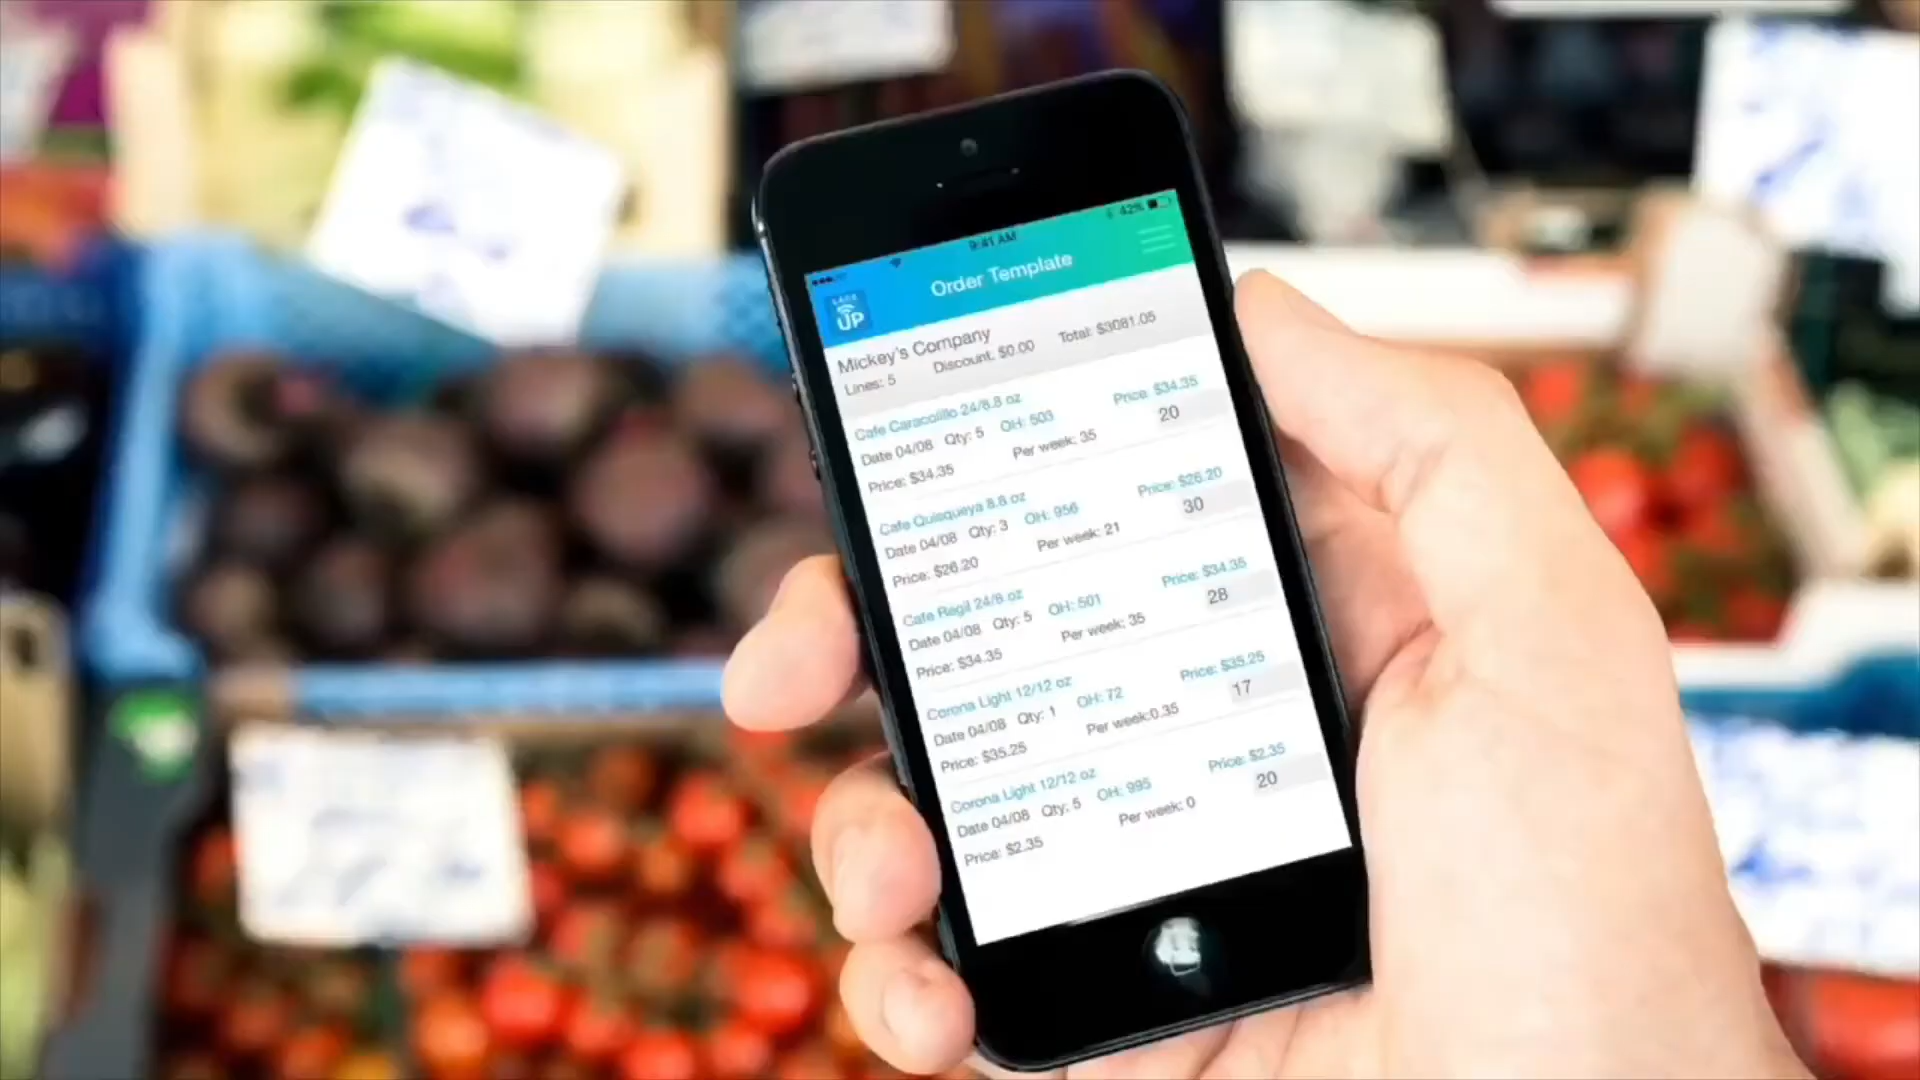 42%
9:41 AM
Order Template
UP
Mickey's Company
Lines: 5 Discount. $0.00 Total: $3081.05
Cafe Caracolillo 24/8.8 oz
Date 04/08 Qty: 5 OH: 503 Price: $34.35
Price: $34.35 Per week: 35 20
Cafe Quisqueya 8.8 oz
Date 04/08 Qty: 3 OH: 956 Price: $26.20
Price: $26.20 Per week: 21 30
Cafe Regil 24/8 oz
Date 04/08 Qty: 5 OH: 501 Price: $34.35
Price: $34.35 Per week: 35 28
Corona Light 12/12 oz
Date 04/08 Qty: 1 OH: 72 Price: $35.25
Price: $35.25 Per week:0.35 17
Corona Light 12/12 oz
Date 04/08 Qty: 5 OH: 995 Price: $2.35
Price: $2.35 Per week: 0 20